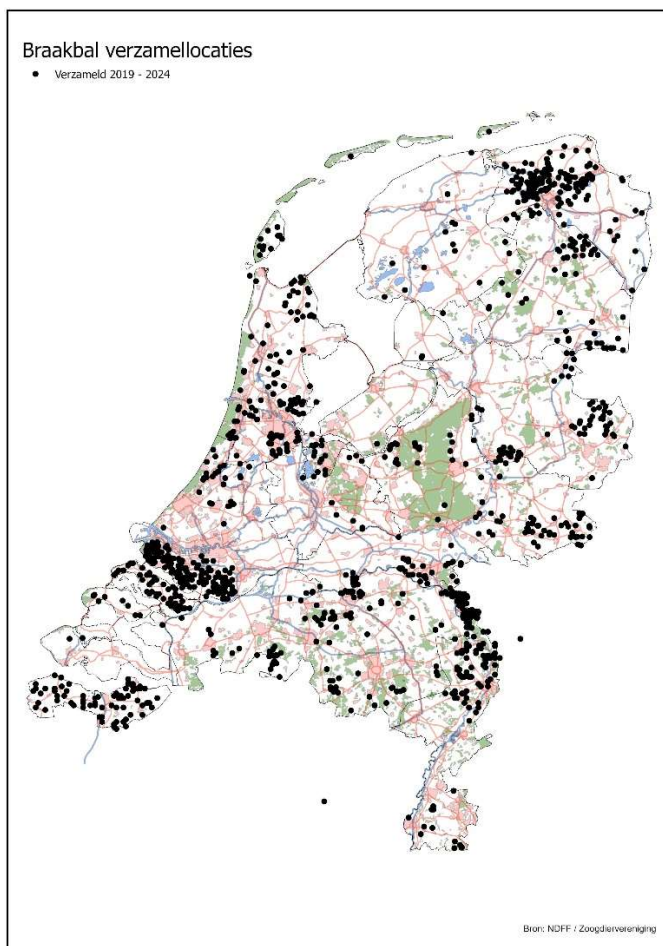 Braakbal verzamellocaties
Verzameld 2019 - 2024
Bron: NDFF / Zoogdiervereniging